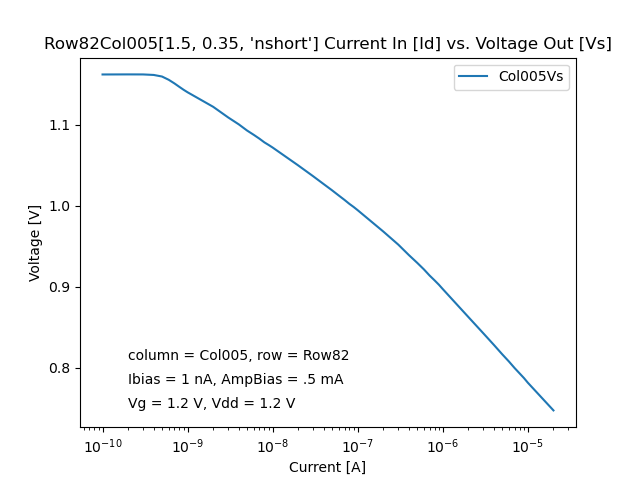 Row82Col005[1.5, 0.35, 'nshort'] Current In [Id] vs. Voltage Out [Vs]
Col005Vs
1.1
1.0
0.9
0.8
Voltage [V]
column = Col005, row = Row82
Ibias = 1 nA, AmpBias = .5 mA
Vg = 1.2 V, Vdd = 1.2 V
10⁻¹⁰ 10⁻⁹ 10⁻⁸ 10⁻⁷ 10⁻⁶ 10⁻⁵
Current [A]